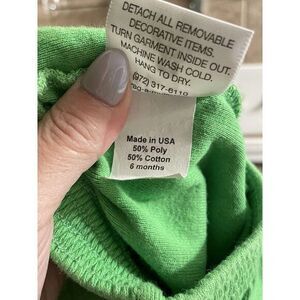 DETACH ALL REMOVABLE
DECORATIVE ITEMS.
TURN GARMENT INSIDE OUT.
MACHINE WASH COLD.
HANG TO DRY.
(972) 317-6110
Made in USA
50% Poly
50% Cotton
6 months